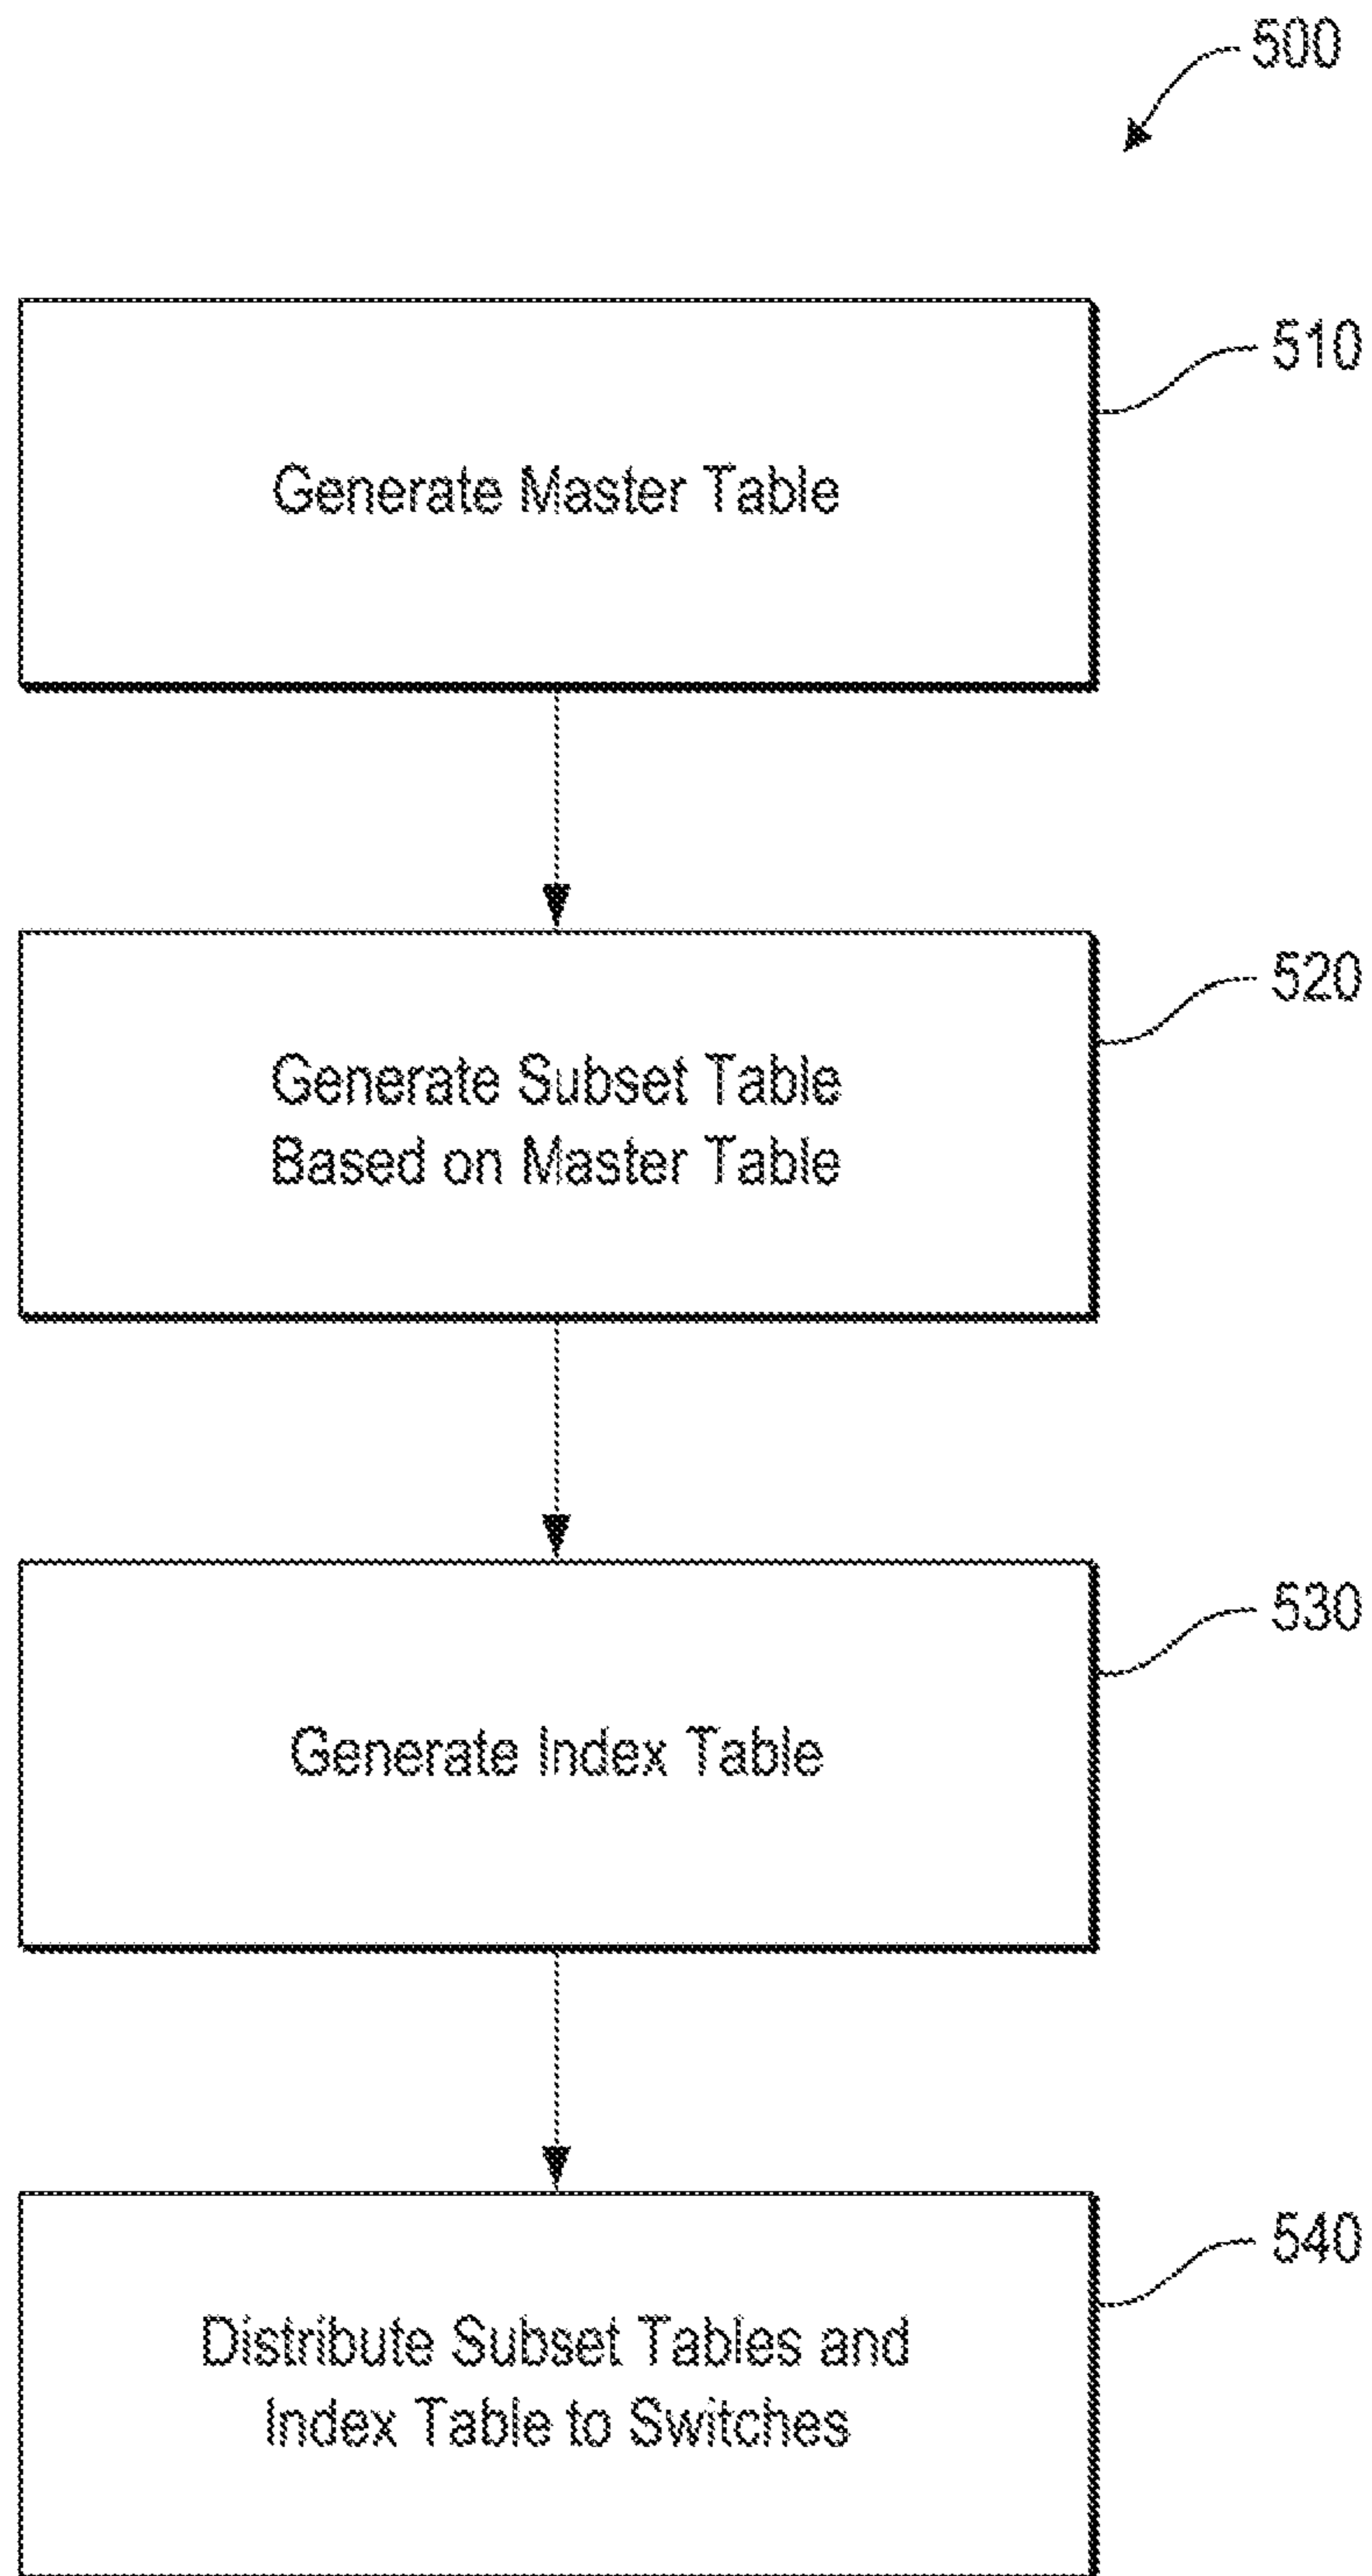 500
510
Generate Master Table
520
Generate Subset Table
Based on Master Table
530
Generate Index Table
540
Distribute Subset Tables and
Index Table to Switches